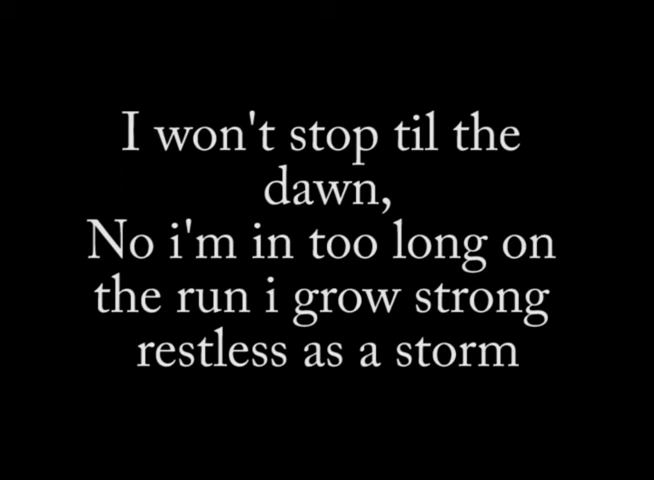 I won't stop til the
dawn,
No i'm in too long on
the run i grow strong
restless as a storm